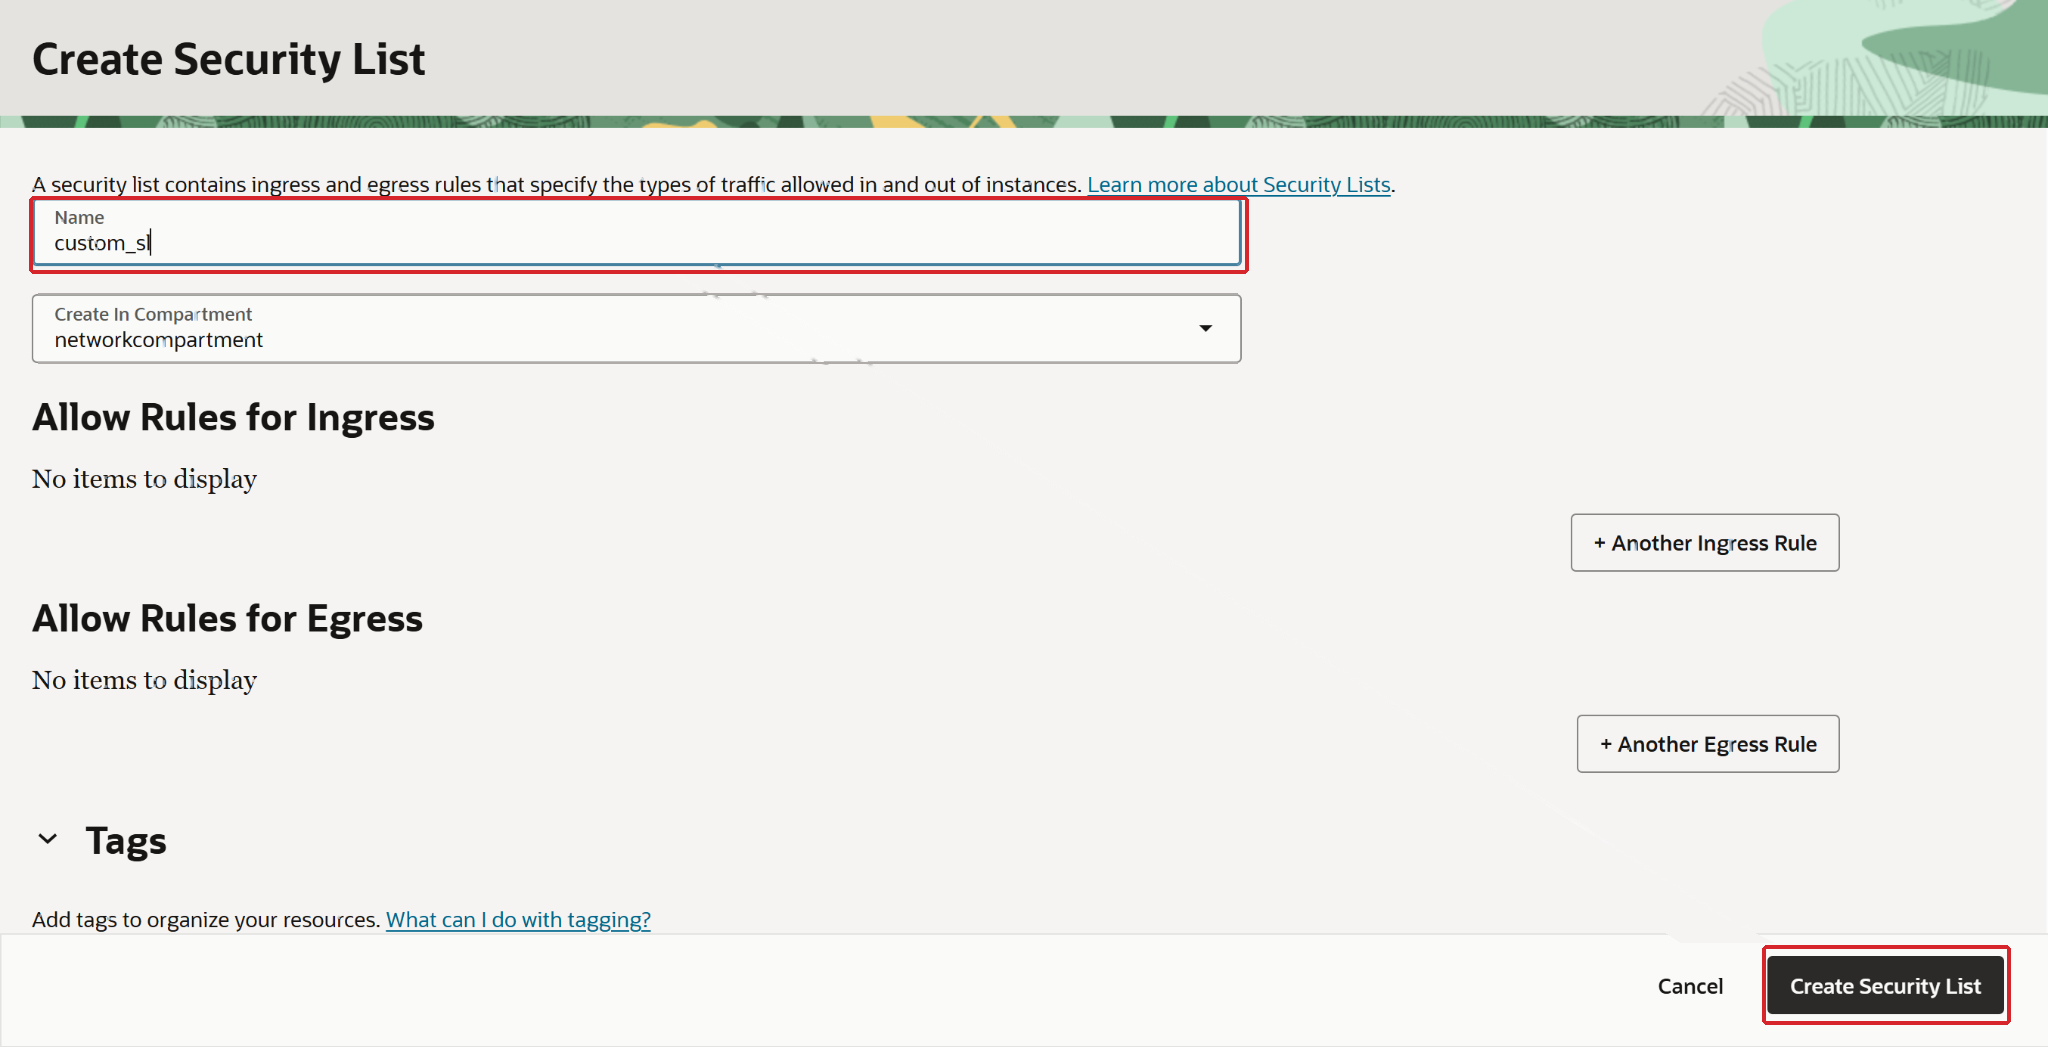 Create Security List
A security list contains ingress and egress rules that specify the types of traffic allowed in and out of instances. Learn more about Security Lists.
Name
custom_sl
Create In Compartment
networkcompartment
Allow Rules for Ingress
No items to display
+ Another Ingress Rule
Allow Rules for Egress
No items to display
+ Another Egress Rule
Tags
Add tags to organize your resources. What can I do with tagging?
Cancel
Create Security List